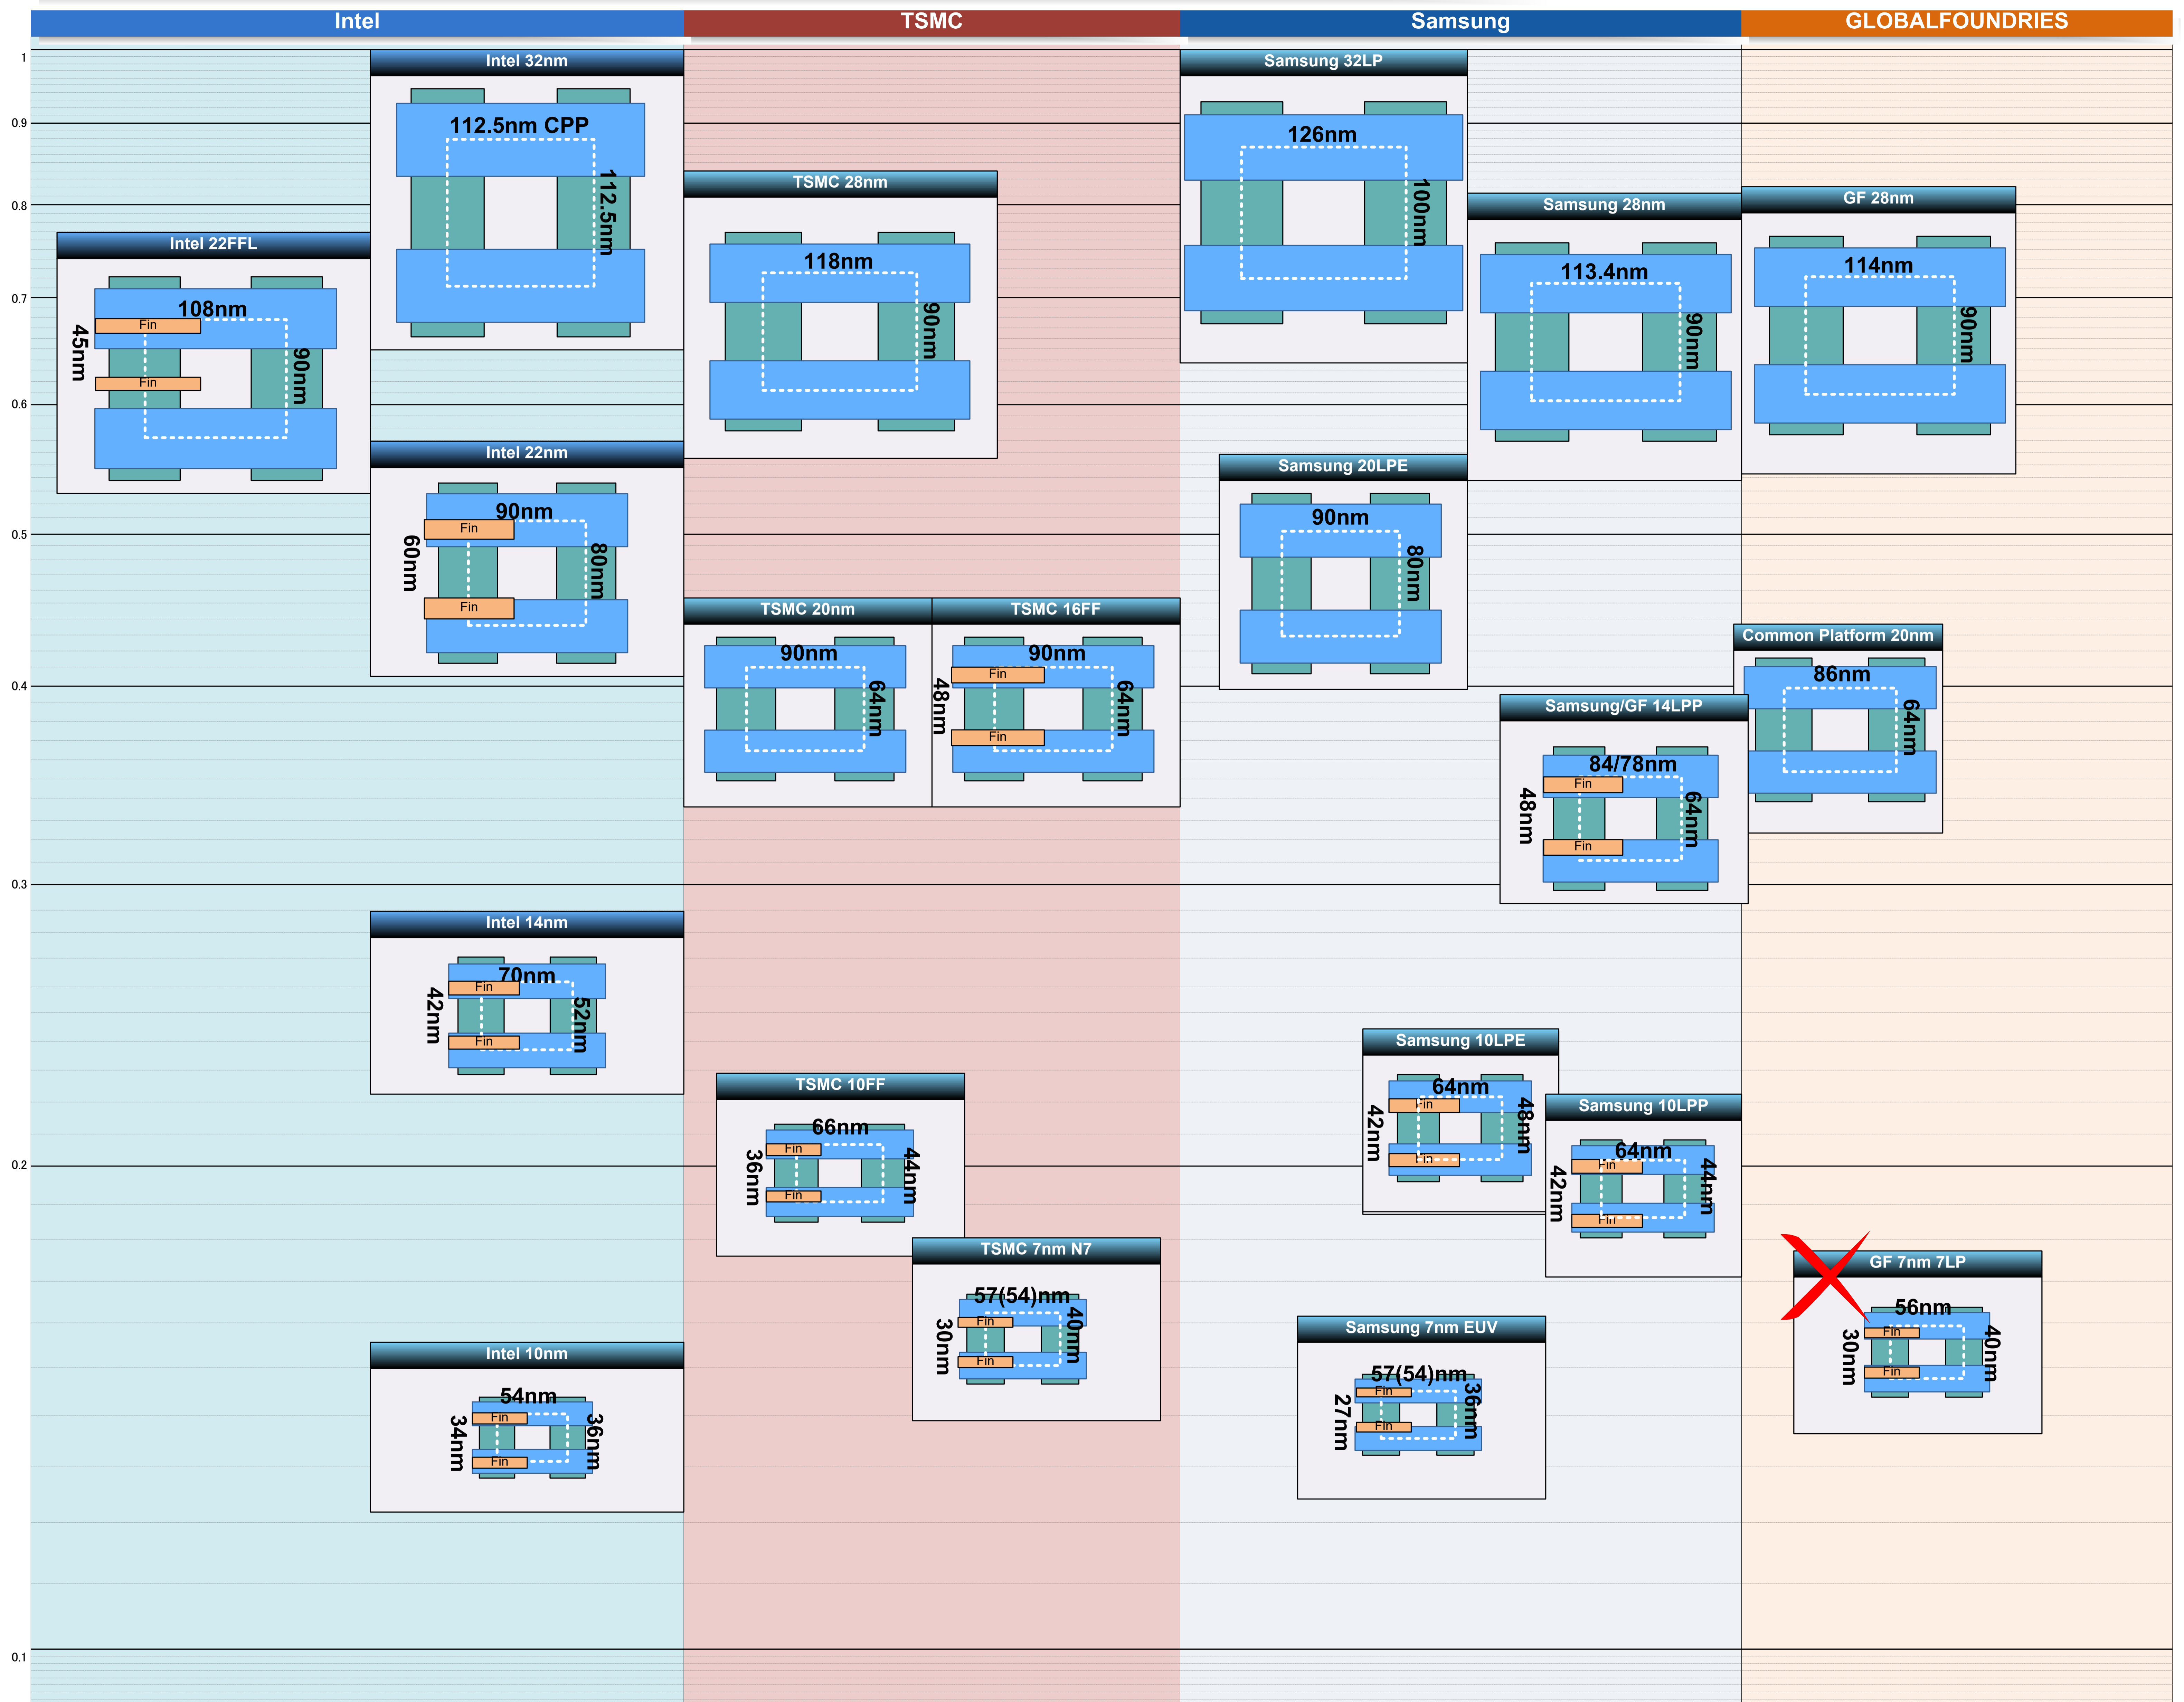 Intel
TSMC
Samsung
GLOBALFOUNDRIES
1
0.9
0.8
0.7
0.6
0.5
0.4
0.3
0.2
0.1
Intel 32nm
112.5nm CPP
112.5nm
Intel 22FFL
108nm
Fin
Fin
45nm
90nm
Intel 22nm
90nm
Fin
Fin
60nm
80nm
Intel 14nm
70nm
Fin
Fin
42nm
52nm
Intel 10nm
54nm
Fin
Fin
34nm
36nm
TSMC 28nm
118nm
90nm
TSMC 20nm
90nm
64nm
TSMC 16FF
90nm
Fin
Fin
48nm
64nm
TSMC 10FF
66nm
Fin
Fin
36nm
44nm
TSMC 7nm N7
57(54)nm
Fin
Fin
30nm
40nm
Samsung 32LP
126nm
100nm
Samsung 28nm
113.4nm
90nm
Samsung 20LPE
90nm
80nm
Samsung/GF 14LPP
84/78nm
Fin
Fin
48nm
64nm
Samsung 10LPE
64nm
Fin
Fin
42nm
48nm
Samsung 10LPP
64nm
Fin
Fin
42nm
44nm
Samsung 7nm EUV
57(54)nm
Fin
Fin
27nm
36nm
GF 28nm
114nm
90nm
Common Platform 20nm
86nm
64nm
GF 7nm 7LP
56nm
Fin
Fin
30nm
40nm